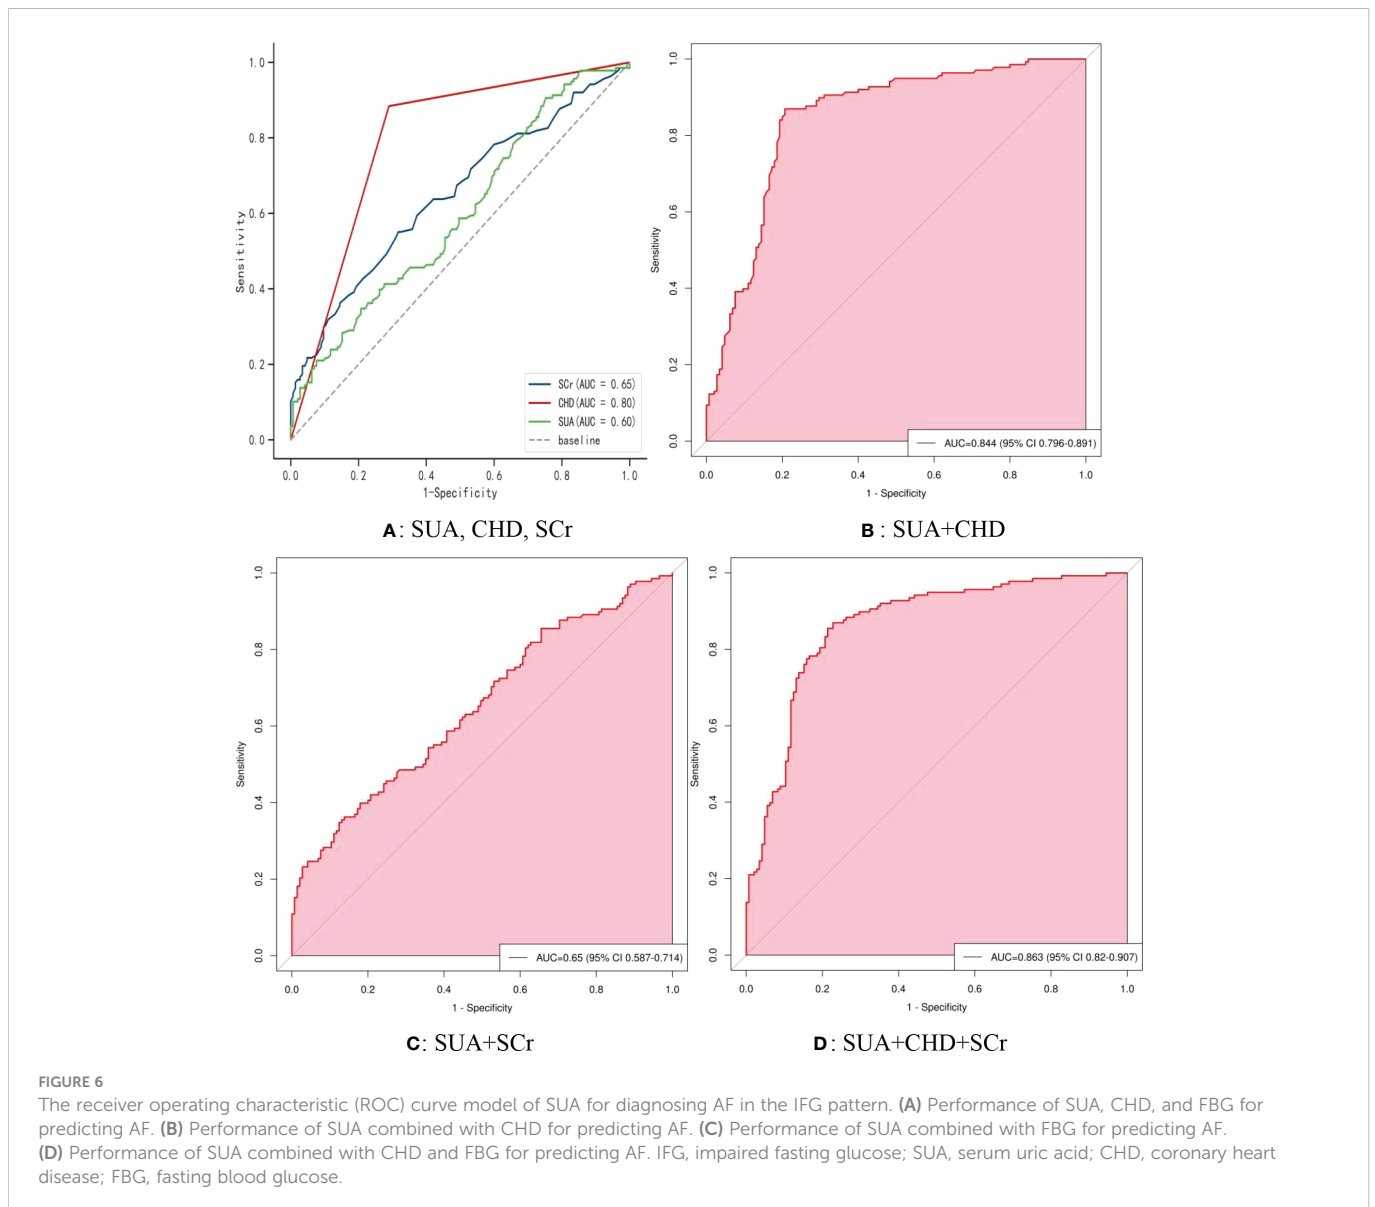 1.0
0.8
0.6
0.4
0.2
0.0
Sensitivity
0.0 0.2 0.4 0.6 0.8 1.0
1-Specificity
SCr(AUC = 0.65)
CHD(AUC = 0.80)
SUA(AUC = 0.60)
baseline
A: SUA, CHD, SCr
1.0
0.8
0.6
0.4
0.2
0.0
Sensitivity
AUC=0.844 (95% CI 0.796-0.891)
0.0 0.2 0.4 0.6 0.8 1.0
1 - Specificity
B : SUA+CHD
1.0
0.8
0.6
0.4
0.2
0.0
Sensitivity
AUC=0.65 (95% CI 0.587-0.714)
0.0 0.2 0.4 0.6 0.8 1.0
1 - Specificity
C: SUA+SCr
1.0
0.8
0.6
0.4
0.2
0.0
Sensitivity
AUC=0.863 (95% CI 0.82-0.907)
0.0 0.2 0.4 0.6 0.8 1.0
1 - Specificity
D: SUA+CHD+SCr
FIGURE 6
The receiver operating characteristic (ROC) curve model of SUA for diagnosing AF in the IFG pattern. (A) Performance of SUA, CHD, and FBG for
predicting AF. (B) Performance of SUA combined with CHD for predicting AF. (C) Performance of SUA combined with FBG for predicting AF.
(D) Performance of SUA combined with CHD and FBG for predicting AF. IFG, impaired fasting glucose; SUA, serum uric acid; CHD, coronary heart
disease; FBG, fasting blood glucose.